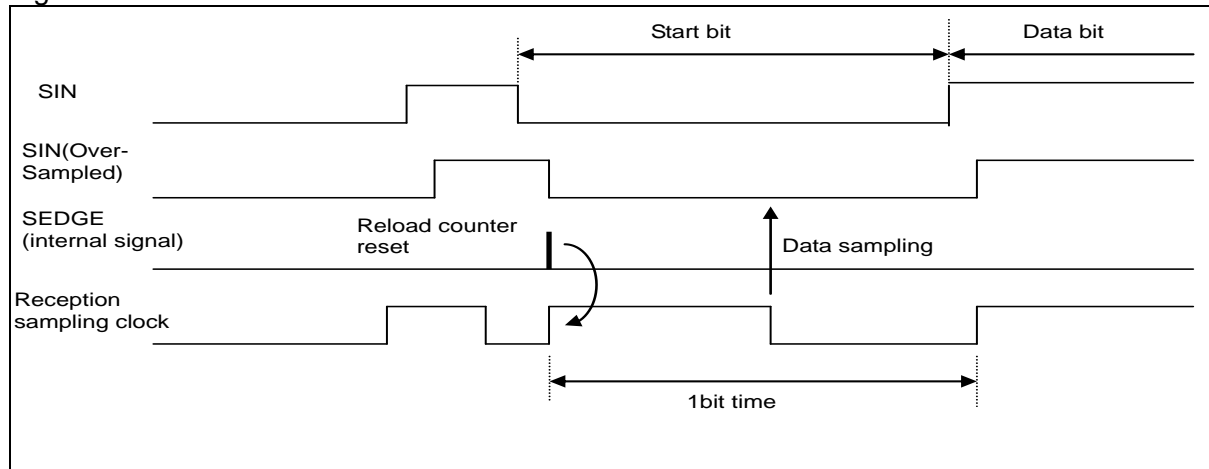 Start bit
Data bit
SIN
SIN(Over-
Sampled)
SEDGE
(internal signal)
Reload counter
reset
Data sampling
Reception
sampling clock
1bit time